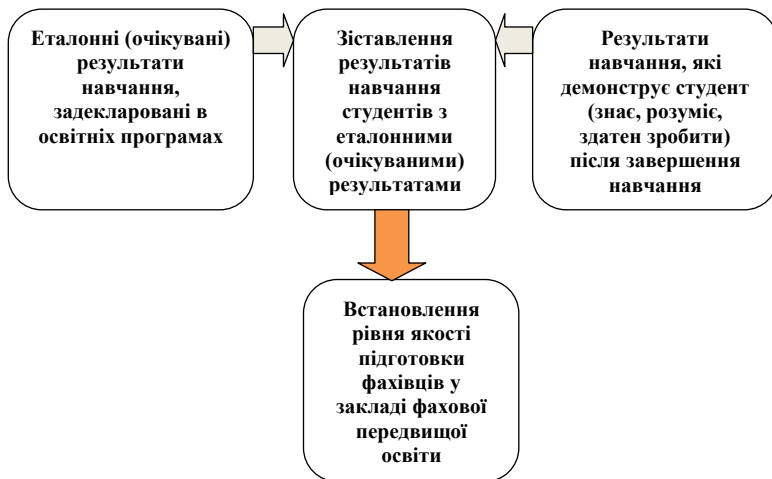 Еталонні (очікувані)
результати
навчання,
задекларовані в
освітніх програмах
Зіставлення
результатів
навчання
студентів з
еталонними
(очікуваними)
результатами
Результати
навчання, які
демонструє студент
(знає, розуміє,
здатен зробити)
після завершення
навчання
Встановлення
рівня якості
підготовки
фахівців у
закладі фахової
передвищої
освіти